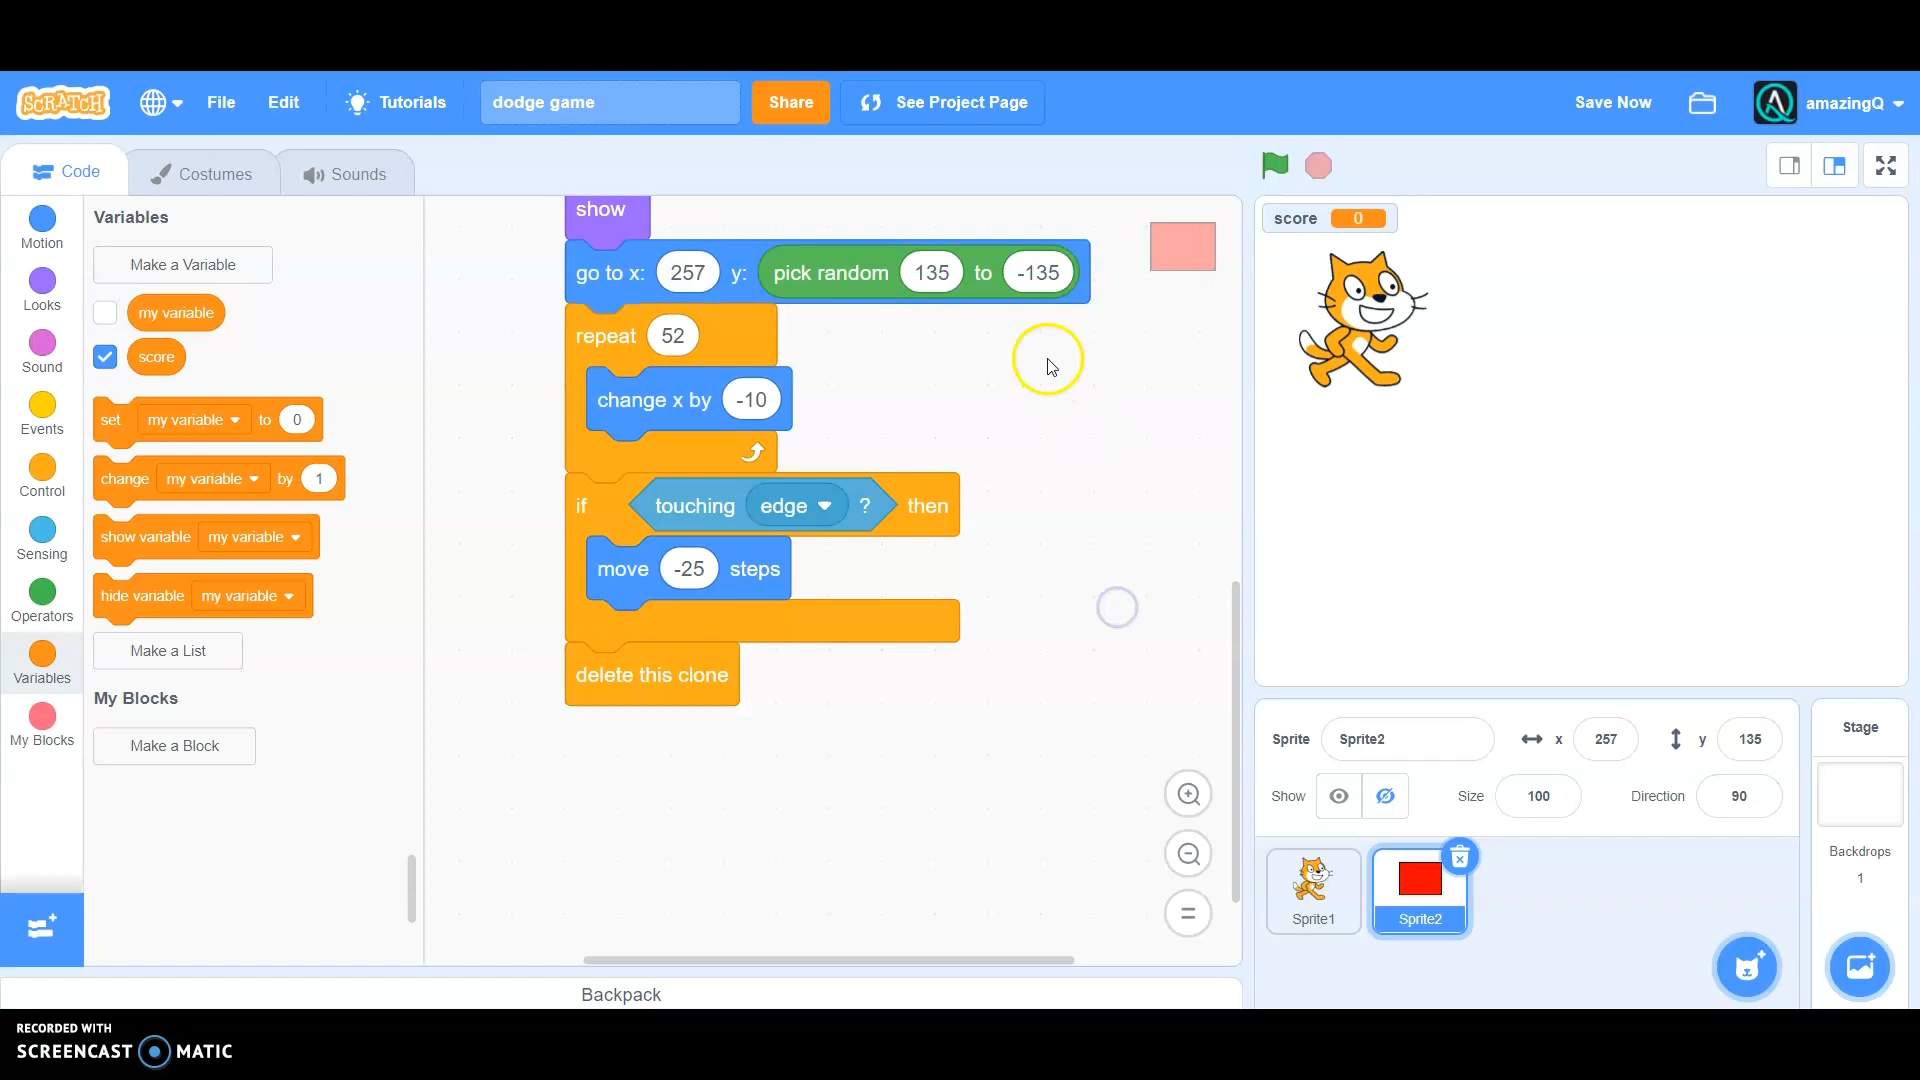 SCRATCH File Edit Tutorials dodge game Share See Project Page Save Now amazingQ
Code Costumes Sounds
Motion
Looks
Sound
Events
Control
Sensing
Operators
Variables
My Blocks
Variables
Make a Variable
my variable
score
set my variable to 0
change my variable by 1
show variable my variable
hide variable my variable
Make a List
My Blocks
Make a Block
show
go to x: 257 y: pick random 135 to -135
repeat 52
change x by -10
if touching edge ? then
move -25 steps
delete this clone
Backpack
score 0
Sprite Sprite2 x 257 y 135
Show Size 100 Direction 90
Sprite1
Sprite2
Stage
Backdrops
1
RECORDED WITH
SCREENCAST MATIC